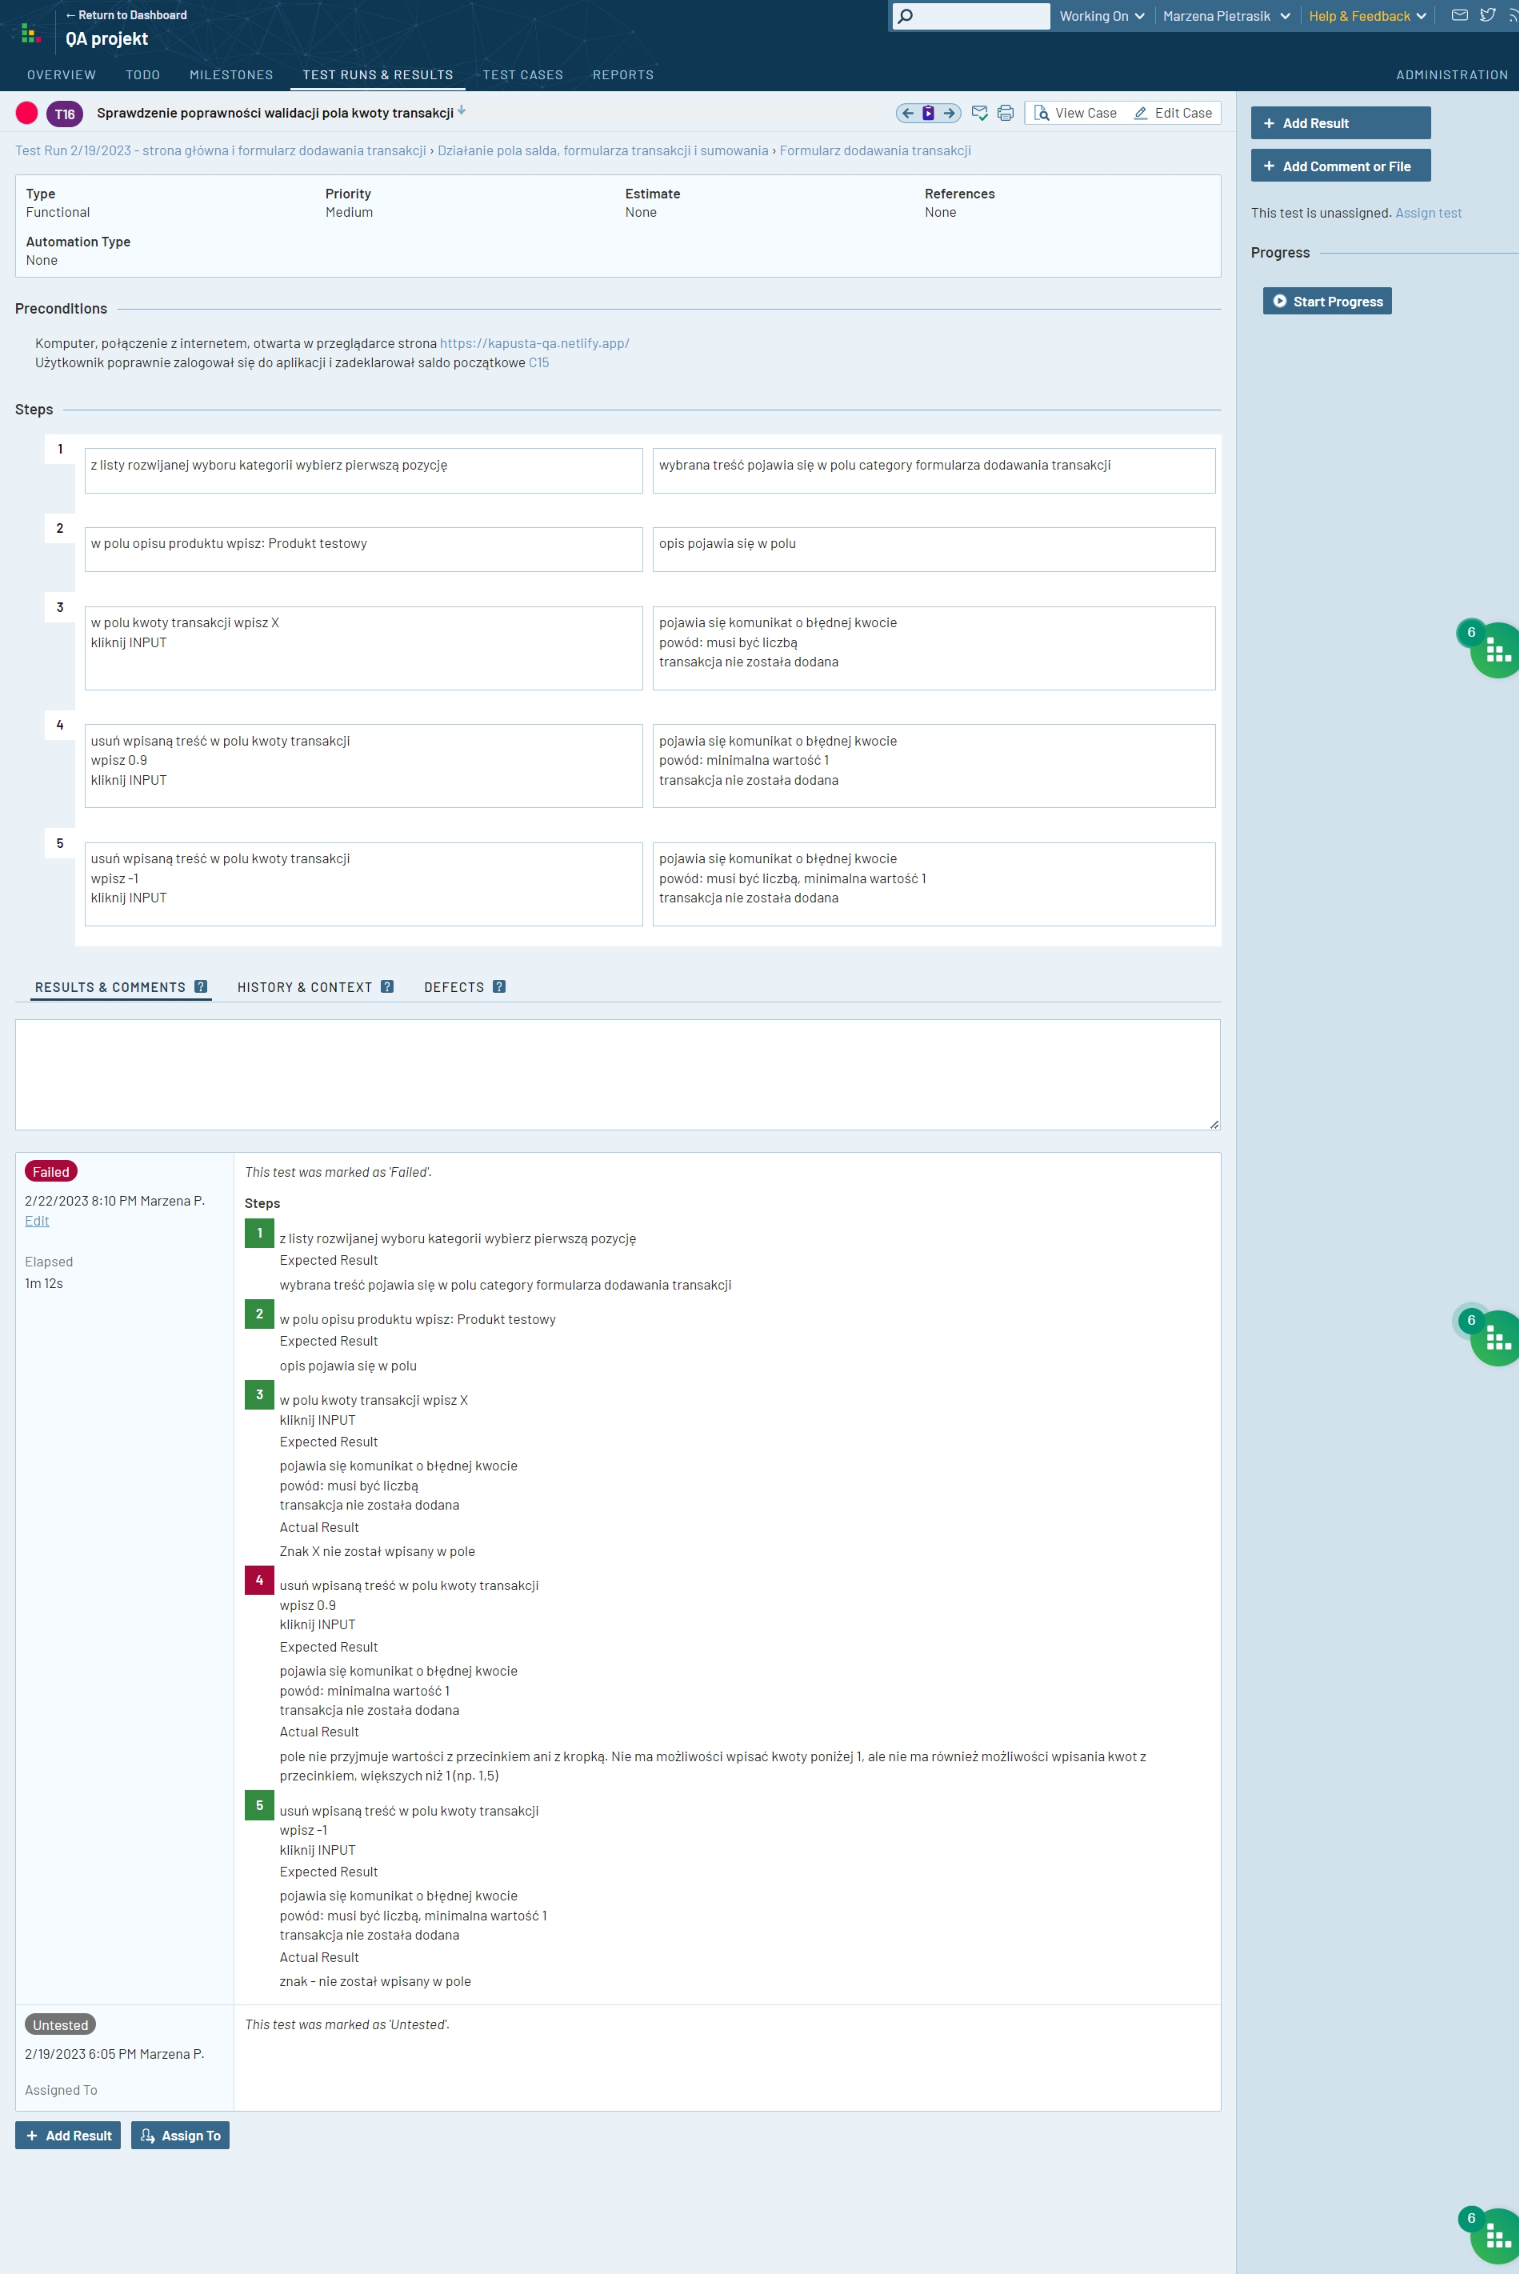 ← Return to Dashboard
QA projekt
Working On
Marzena Pietrasik
Help & Feedback
OVERVIEW TODO MILESTONES TEST RUNS & RESULTS TEST CASES REPORTS ADMINISTRATION
T16 Sprawdzenie poprawności walidacji pola kwoty transakcji
View Case
Edit Case
Test Run 2/19/2023 - strona główna i formularz dodawania transakcji › Działanie pola salda, formularza transakcji i sumowania › Formularz dodawania transakcji
Type
Functional
Priority
Medium
Estimate
None
References
None
Automation Type
None
+ Add Result
+ Add Comment or File
This test is unassigned. Assign test
Progress
Start Progress
Preconditions
Komputer, połączenie z internetem, otwarta w przeglądarce strona https://kapusta-qa.netlify.app/
Użytkownik poprawnie zalogował się do aplikacji i zadeklarował saldo początkowe C15
Steps
1
z listy rozwijanej wyboru kategorii wybierz pierwszą pozycję
wybrana treść pojawia się w polu category formularza dodawania transakcji
2
w polu opisu produktu wpisz: Produkt testowy
opis pojawia się w polu
3
w polu kwoty transakcji wpisz X
kliknij INPUT
pojawia się komunikat o błędnej kwocie
powód: musi być liczbą
transakcja nie została dodana
6
4
usuń wpisaną treść w polu kwoty transakcji
wpisz 0.9
kliknij INPUT
pojawia się komunikat o błędnej kwocie
powód: minimalna wartość 1
transakcja nie została dodana
5
usuń wpisaną treść w polu kwoty transakcji
wpisz -1
kliknij INPUT
pojawia się komunikat o błędnej kwocie
powód: musi być liczbą, minimalna wartość 1
transakcja nie została dodana
RESULTS & COMMENTS ? HISTORY & CONTEXT ? DEFECTS ?
Failed
2/22/2023 8:10 PM Marzena P.
Edit
Elapsed
1m 12s
This test was marked as 'Failed'.
Steps
1
z listy rozwijanej wyboru kategorii wybierz pierwszą pozycję
Expected Result
wybrana treść pojawia się w polu category formularza dodawania transakcji
2
w polu opisu produktu wpisz: Produkt testowy
Expected Result
opis pojawia się w polu
6
3
w polu kwoty transakcji wpisz X
kliknij INPUT
Expected Result
pojawia się komunikat o błędnej kwocie
powód: musi być liczbą
transakcja nie została dodana
Actual Result
Znak X nie został wpisany w pole
4
usuń wpisaną treść w polu kwoty transakcji
wpisz 0.9
kliknij INPUT
Expected Result
pojawia się komunikat o błędnej kwocie
powód: minimalna wartość 1
transakcja nie została dodana
Actual Result
pole nie przyjmuje wartości z przecinkiem ani z kropką. Nie ma możliwości wpisać kwoty poniżej 1, ale nie ma również możliwości wpisania kwot z
przecinkiem, większych niż 1 (np. 1,5)
5
usuń wpisaną treść w polu kwoty transakcji
wpisz -1
kliknij INPUT
Expected Result
pojawia się komunikat o błędnej kwocie
powód: musi być liczbą, minimalna wartość 1
transakcja nie została dodana
Actual Result
znak - nie został wpisany w pole
Untested
2/19/2023 6:05 PM Marzena P.
Assigned To
This test was marked as 'Untested'.
+ Add Result
Assign To
6